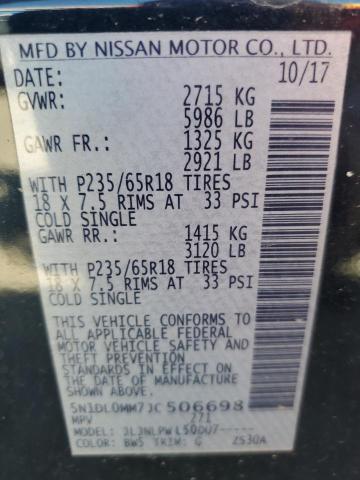 MFD BY NISSAN MOTOR CO., LTD.
DATE: 10/17
GVWR: 2715 KG
5986 LB
GAWR FR.: 1325 KG
2921 LB
WITH P235/65R18 TIRES
18 X 7.5 RIMS AT 33 PSI
COLD SINGLE
GAWR RR.: 1415 KG
3120 LB
WITH P235/65R18 TIRES
18 X 7.5 RIMS AT 33 PSI
COLD SINGLE
THIS VEHICLE CONFORMS TO
ALL APPLICABLE FEDERAL
MOTOR VEHICLE SAFETY AND
THEFT PREVENTION
STANDARDS IN EFFECT ON
THE DATE OF MANUFACTURE
SHOWN ABOVE.
5N1DL0MM7JC506698
MPV 271
MODEL:
COLOR: BW5 TRIM: G ZS30A